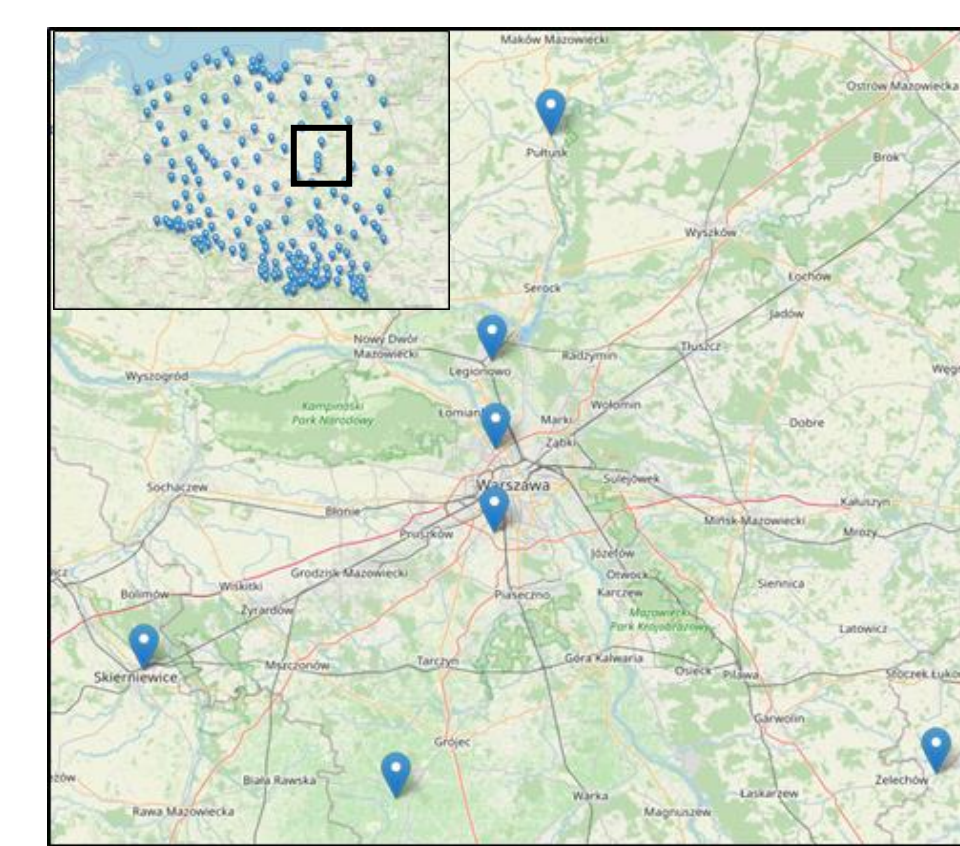 Maków Mazowiecki
Ostrów Mazowiecka
Pułtusk
Brok
Wyszków
Łochów
Serock
Jadów
Nowy Dwór
Mazowiecki
Radzymin
Tłuszcz
Legionowo
Węg
Wyszogród
Kampinoski
Park Narodowy
Łomian
Wołomin
Marki
Dobre
Ząbki
Warszawa
Sulejówek
Sochaczew
Błonie
Kałuszyn
Mińsk Mazowiecki
Pruszków
Mrozy
Józefów
Grodzisk Mazowiecki
Otwock
Wiskitki
Siennica
Bolimów
Piaseczno
Karczew
Żyrardów
Mazowiecki
Park Krajobrazowy
Latowicz
Mszczonów
Tarczyn
Góra Kalwaria
Osieck
Pilawa
Stoczek Łuko
Skierniewice
Garwolin
Grójec
Biała Rawska
Żelechów
Warka
Łaskarzew
Rawa Mazowiecka
Magnuszew